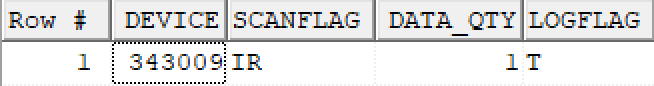 Row # DEVICE SCANFLAG DATA_QTY LOGFLAG
1 343009 IR 1 T